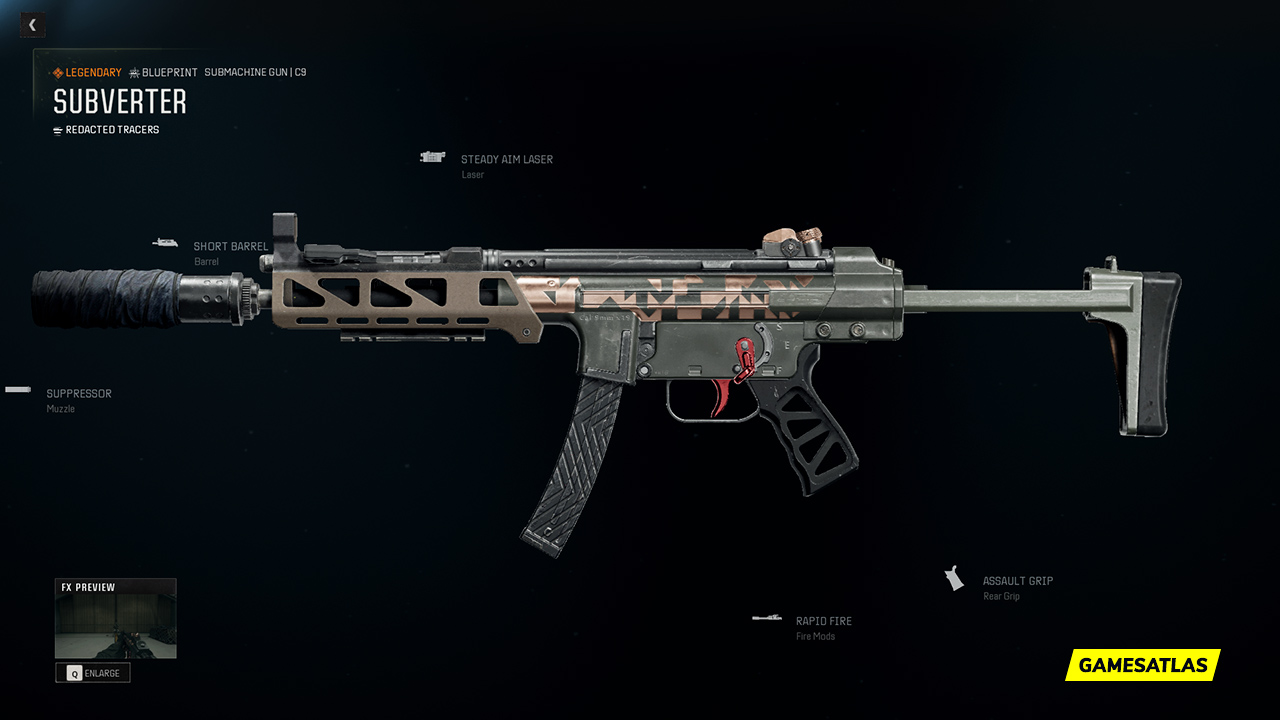 LEGENDARY BLUEPRINT SUBMACHINE GUN | C9
SUBVERTER
REDACTED TRACERS
STEADY AIM LASER
Laser
SHORT BARREL
Barrel
SUPPRESSOR
Muzzle
S
E
F
FX PREVIEW
Q ENLARGE
RAPID FIRE
Fire Mods
ASSAULT GRIP
Rear Grip
GAMESATLAS